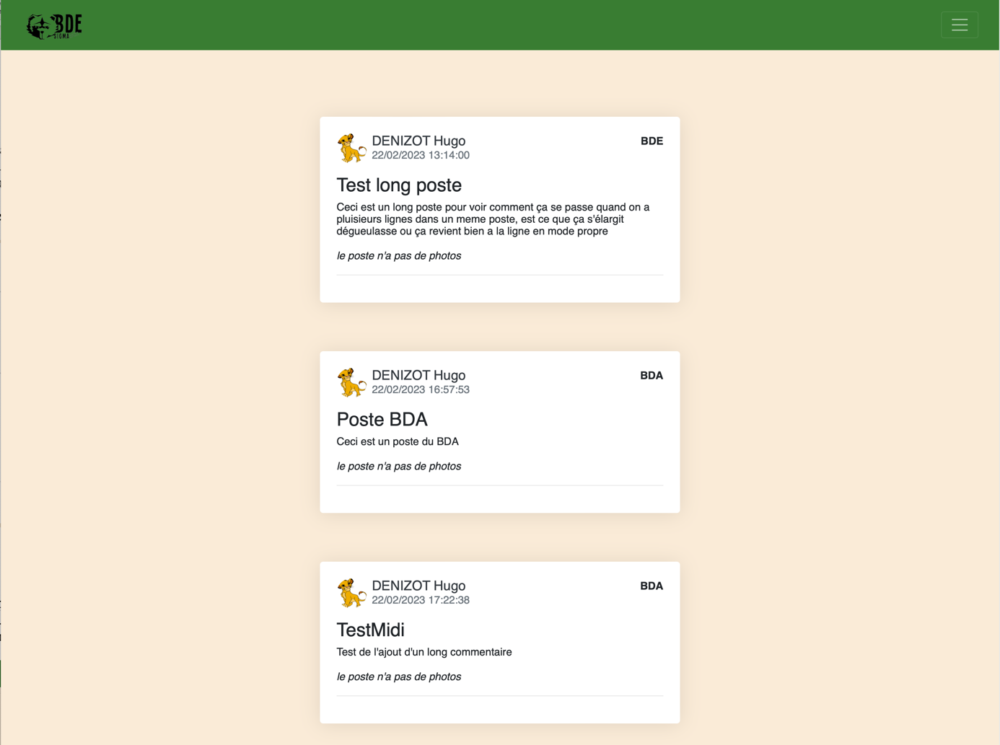 BDE
SIGMA
DENIZOT Hugo
BDE
22/02/2023 13:14:00
Test long poste
Ceci est un long poste pour voir comment ça se passe quand on a
pluisieurs lignes dans un meme poste, est ce que ça s'élargit
dégueulasse ou ça revient bien a la ligne en mode propre
le poste n'a pas de photos
DENIZOT Hugo
BDA
22/02/2023 16:57:53
Poste BDA
Ceci est un poste du BDA
le poste n'a pas de photos
DENIZOT Hugo
BDA
22/02/2023 17:22:38
TestMidi
Test de l'ajout d'un long commentaire
le poste n'a pas de photos